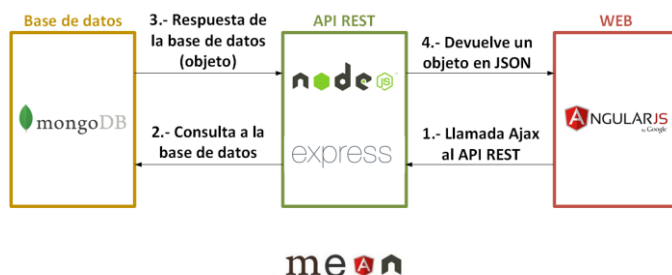 Base de datos
3.- Respuesta de
la base de datos
(objeto)
API REST
4.- Devuelve un
objeto en JSON
WEB
mongoDB
node js
ANGULARJS
by Google
2.- Consulta a la
base de datos
express
1.- Llamada Ajax
al API REST
mean